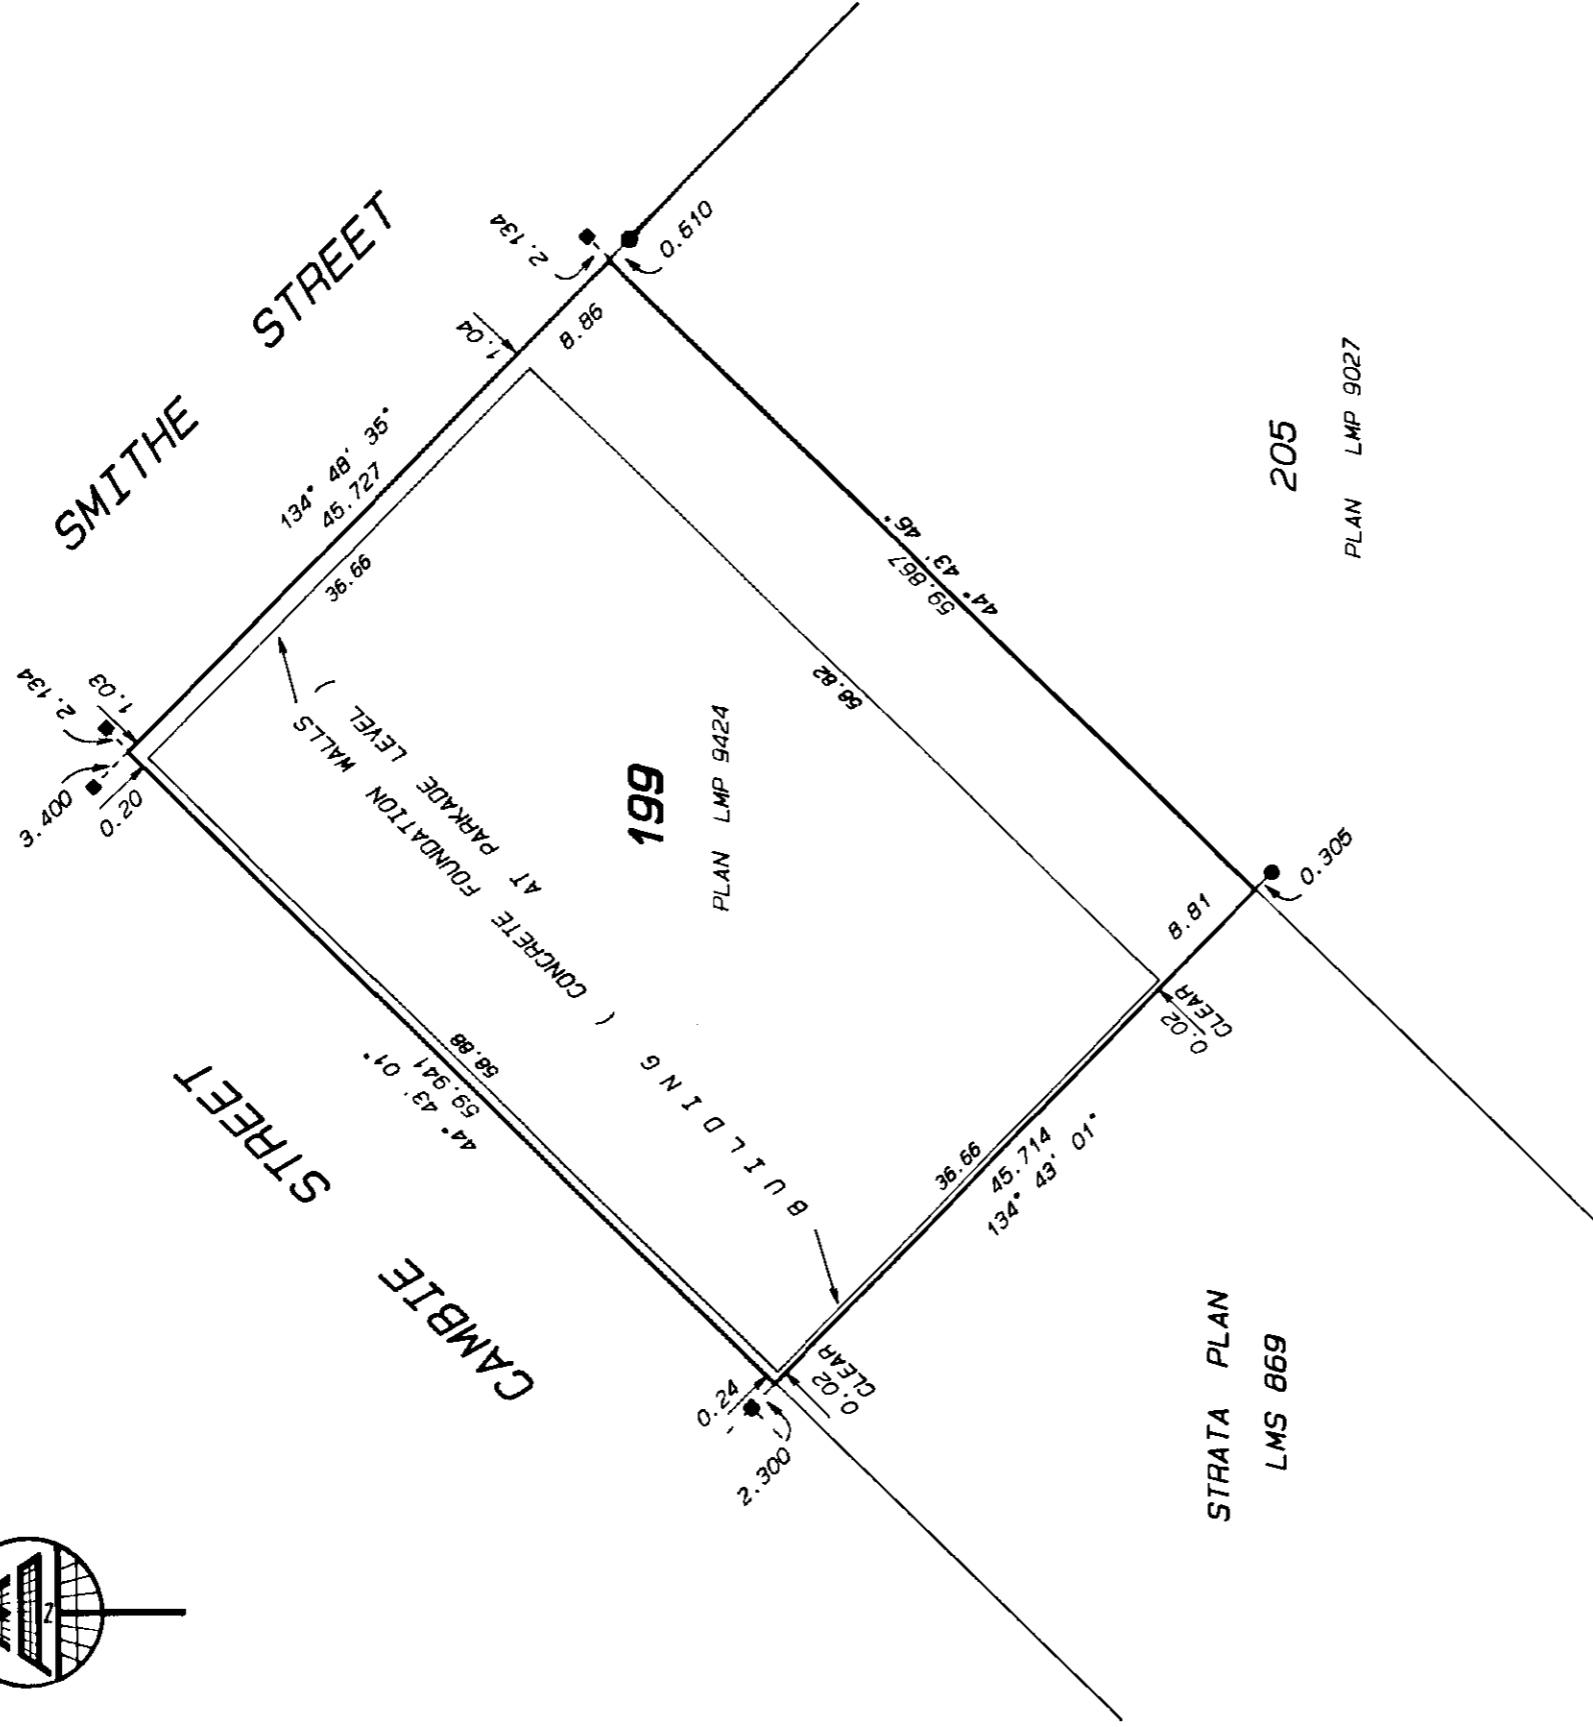 SMITHE STREET
2.134
0.610
1.04
8.86
134° 48' 35"
45.727
36.66
2.134
1.03
3.400
0.20
44° 43' 46"
59.867
58.82
205
PLAN LMP 9027
199
PLAN LMP 9424
BUILDING ( CONCRETE FOUNDATION WALLS
AT PARKADE LEVEL )
58.88
59.941
44° 43' 01"
CAMBIE STREET
0.305
8.81
0.02
CLEAR
36.66
45.714
134° 43' 01"
0.24
0.02
CLEAR
2.300
STRATA PLAN
LMS 869
N